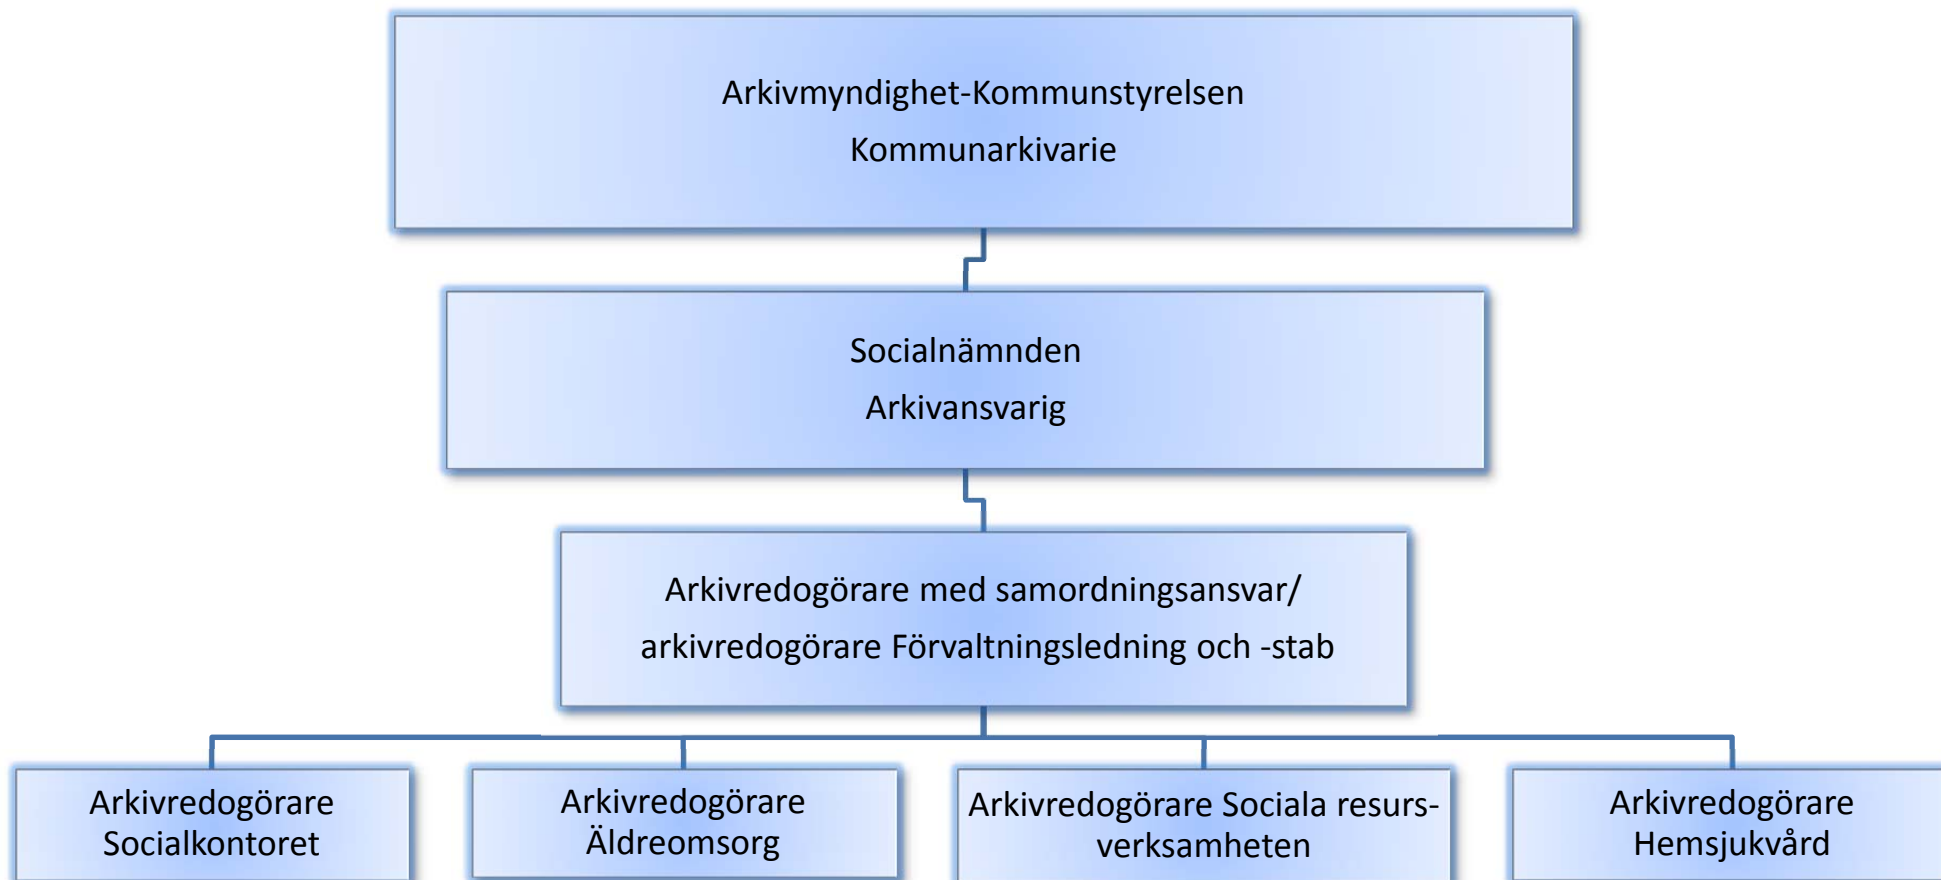 Arkivmyndighet-Kommunstyrelsen
Kommunarkivarie
Socialnämnden
Arkivansvarig
Arkivredogörare med samordningsansvar/
arkivredogörare Förvaltningsledning och -stab
Arkivredogörare
Socialkontoret
Arkivredogörare
Äldreomsorg
Arkivredogörare Sociala resurs-
verksamheten
Arkivredogörare
Hemsjukvård